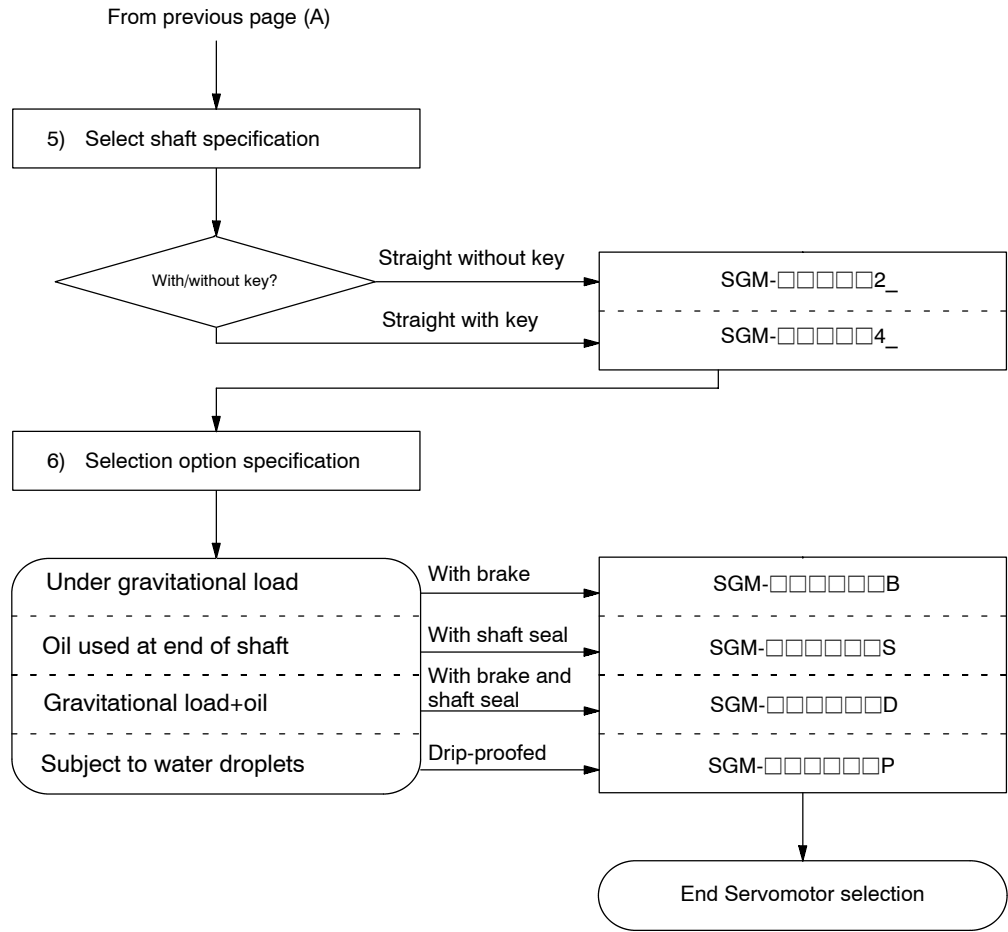 From previous page (A)
5) Select shaft specification
With/without key?
Straight without key
SGM-□□□□□2_
Straight with key
SGM-□□□□□4_
6) Selection option specification
Under gravitational load
With brake
SGM-□□□□□□B
Oil used at end of shaft
With shaft seal
SGM-□□□□□□S
Gravitational load+oil
With brake and
shaft seal
SGM-□□□□□□D
Subject to water droplets
Drip-proofed
SGM-□□□□□□P
End Servomotor selection